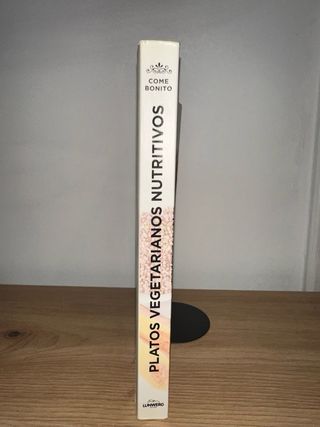 COME
BONITO
PLATOS VEGETARIANOS NUTRITIVOS
LUNWERG